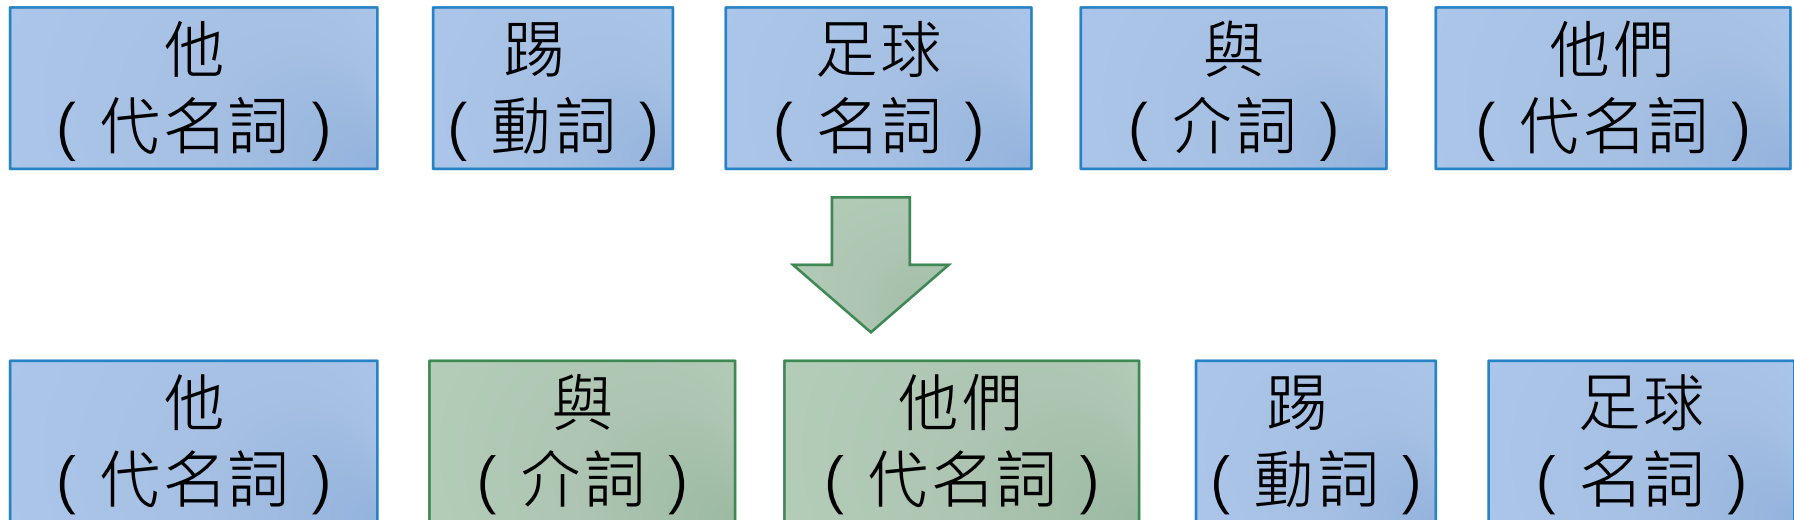 他 踢 足球 與 他們
(代名詞) (動詞) (名詞) (介詞) (代名詞)
他 與 他們 踢 足球
(代名詞) (介詞) (代名詞) (動詞) (名詞)